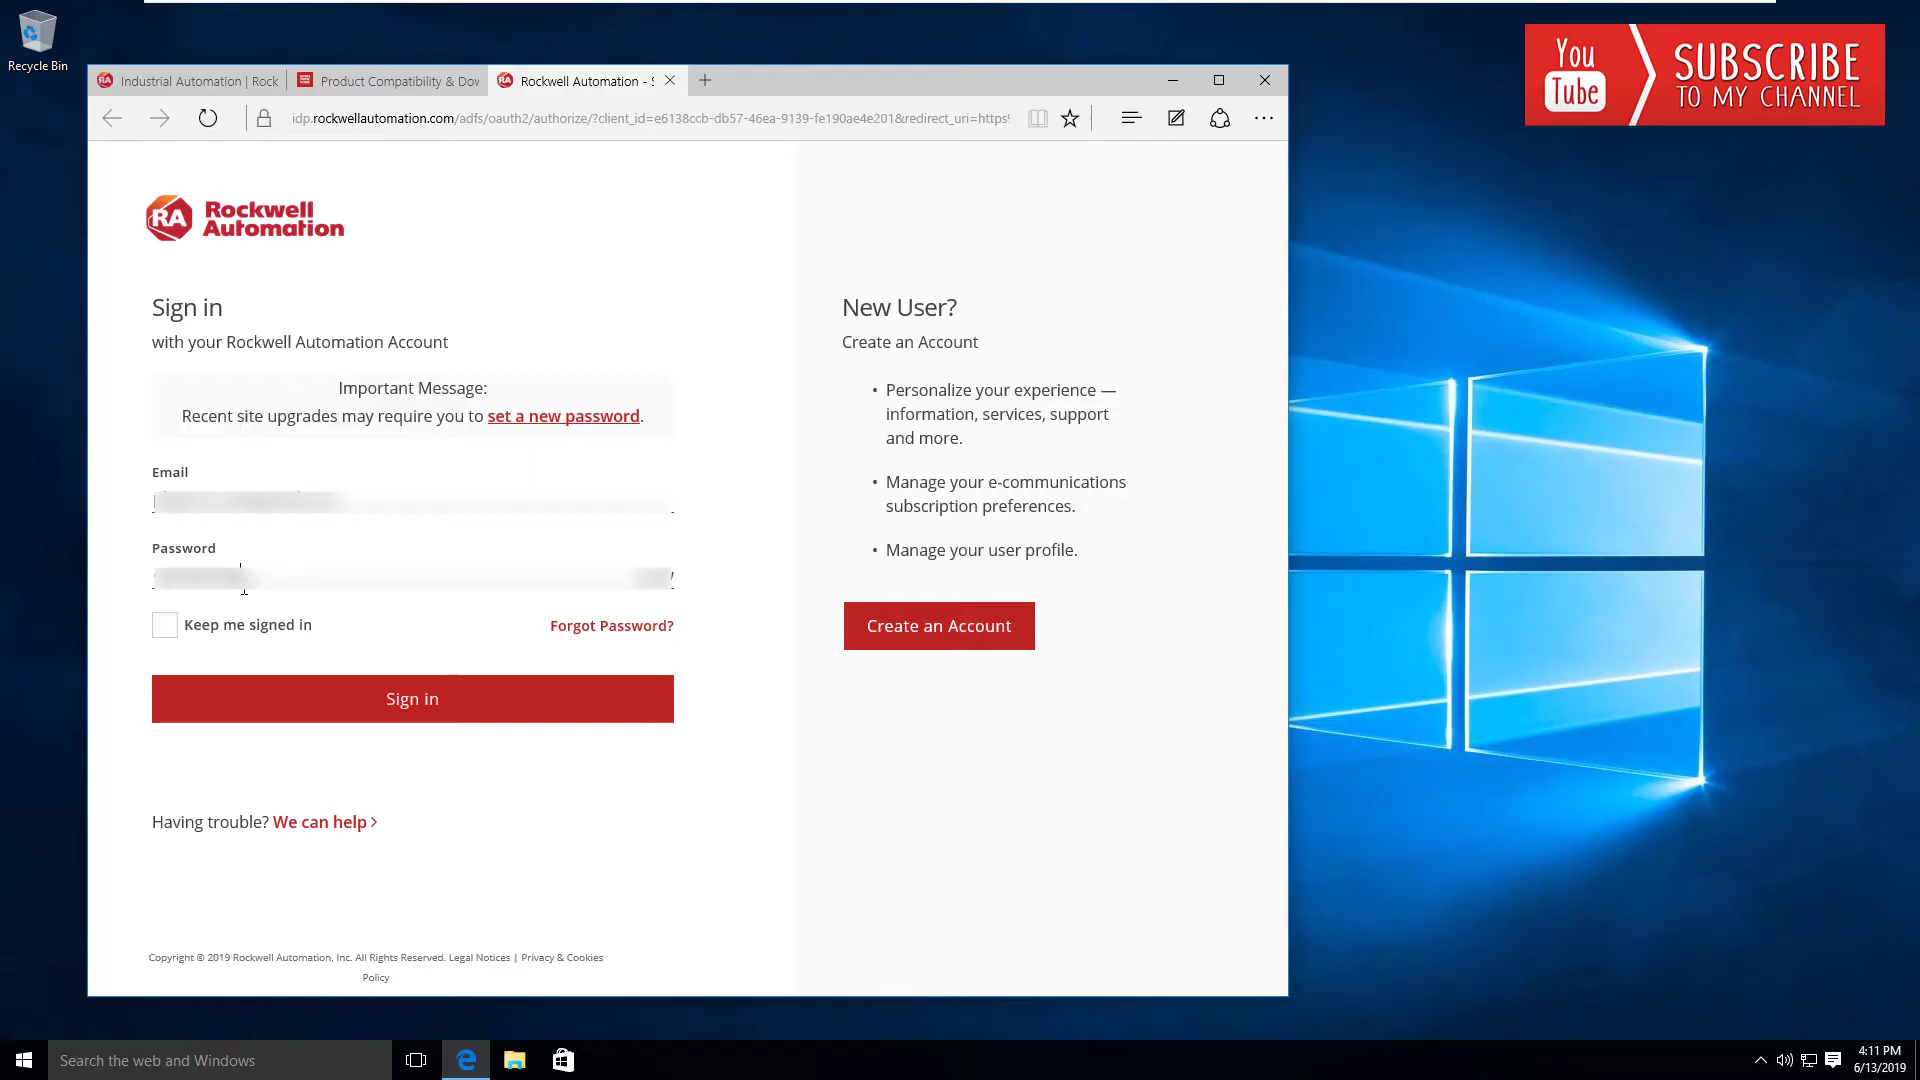 Recycle Bin
You
Tube
SUBSCRIBE
TO MY CHANNEL
Industrial Automation | Rock
Product Compatibility & Dow
Rockwell Automation - S
idp.rockwellautomation.com/adfs/oauth2/authorize/?client_id=e6138ccb-db57-46ea-9139-fe190ae4e201&redirect_uri=https%
RA Rockwell
Automation
Sign in
with your Rockwell Automation Account
Important Message:
Recent site upgrades may require you to set a new password.
Email
Password
Keep me signed in
Forgot Password?
Sign in
Having trouble? We can help >
Copyright © 2019 Rockwell Automation, Inc. All Rights Reserved. Legal Notices | Privacy & Cookies
Policy
New User?
Create an Account
• Personalize your experience —
information, services, support
and more.
• Manage your e-communications
subscription preferences.
• Manage your user profile.
Create an Account
Search the web and Windows
4:11 PM
6/13/2019